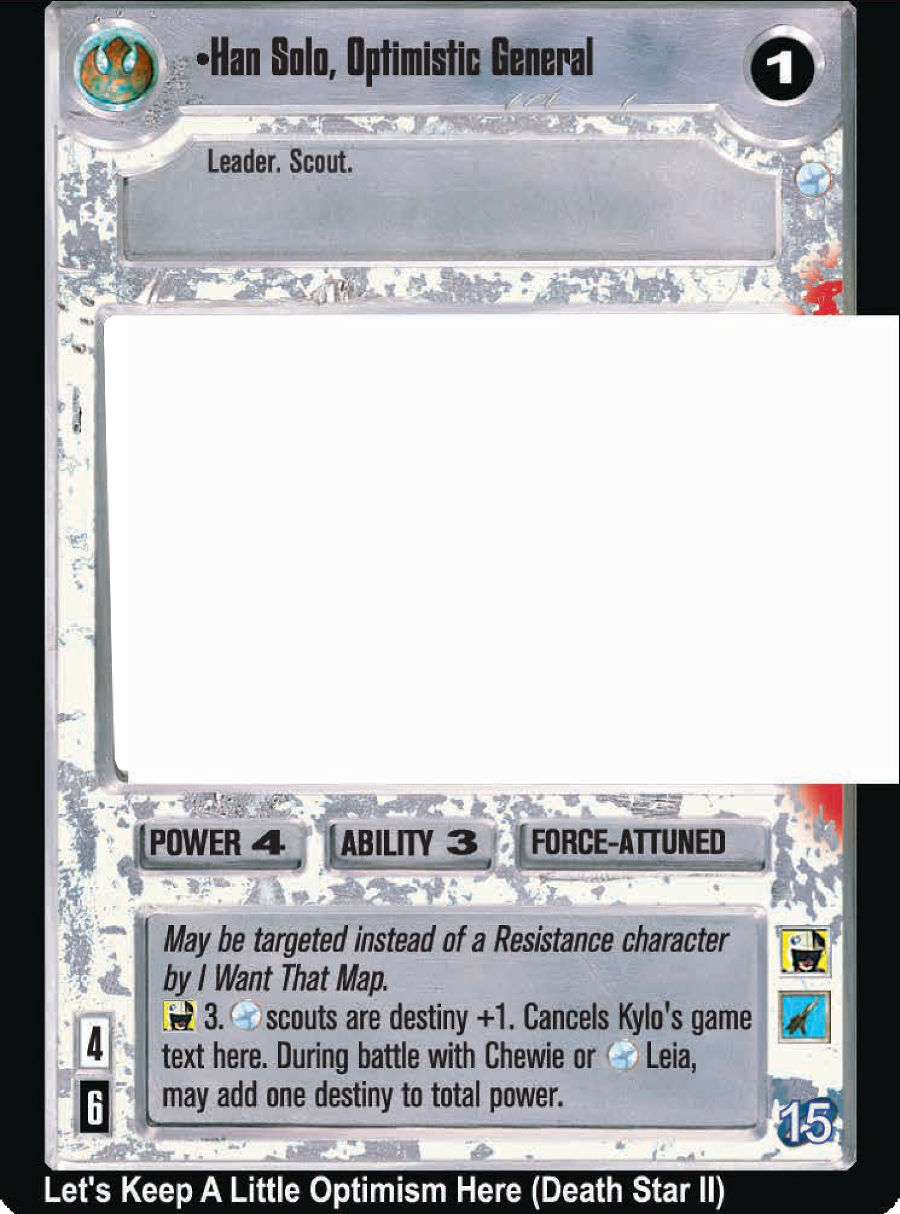 •Han Solo, Optimistic General
1
Leader. Scout.
POWER 4
ABILITY 3
FORCE-ATTUNED
May be targeted instead of a Resistance character
by I Want That Map.
3. scouts are destiny +1. Cancels Kylo's game
text here. During battle with Chewie or Leia,
may add one destiny to total power.
4
6
15
Let's Keep A Little Optimism Here (Death Star II)